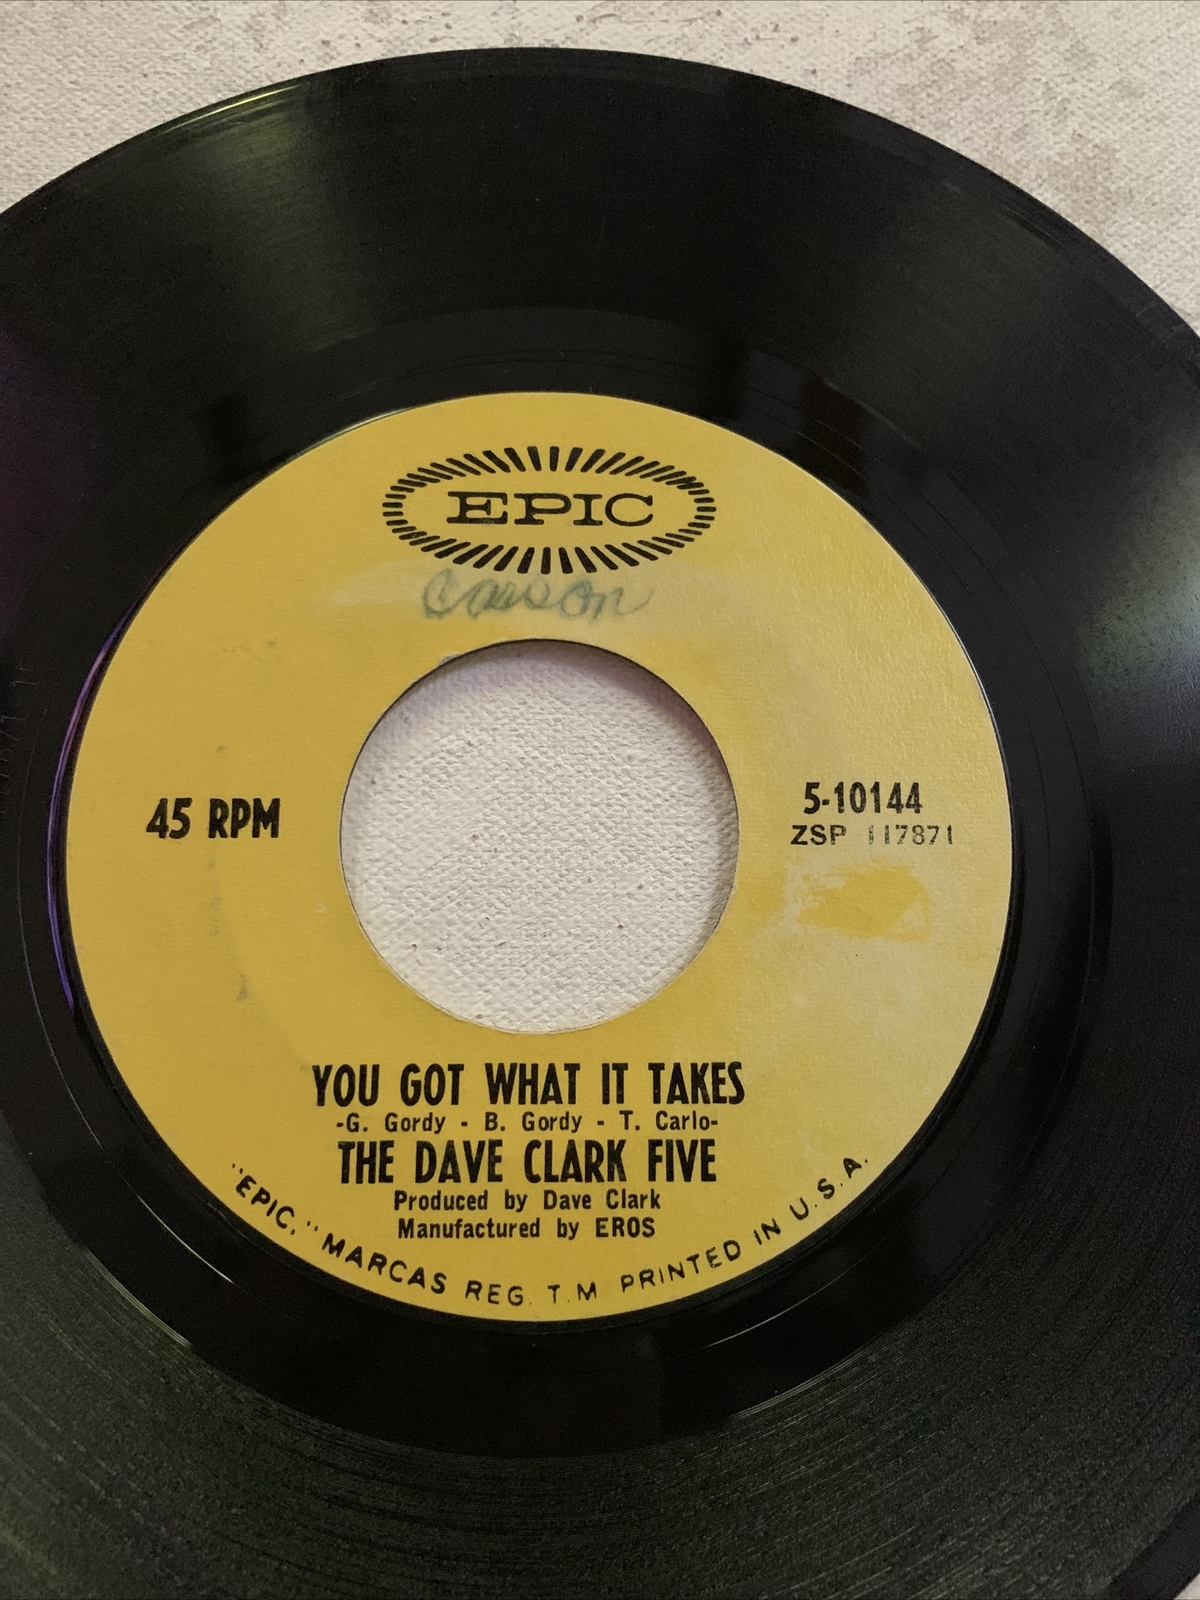 EPIC
Carson
45 RPM
5-10144
ZSP 117871
YOU GOT WHAT IT TAKES
-G. Gordy - B. Gordy - T. Carlo-
THE DAVE CLARK FIVE
Produced by Dave Clark
Manufactured by EROS
"EPIC," MARCAS REG. T.M. PRINTED IN U.S.A.